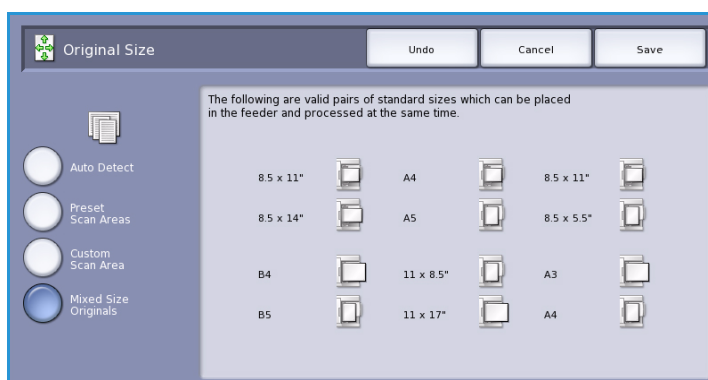 Original Size
Undo
Cancel
Save
The following are valid pairs of standard sizes which can be placed
in the feeder and processed at the same time.
Auto Detect
Preset
Scan Areas
Custom
Scan Area
Mixed Size
Originals
8.5 x 11"
A4
8.5 x 11"
8.5 x 14"
A5
8.5 x 5.5"
B4
11 x 8.5"
A3
B5
11 x 17"
A4